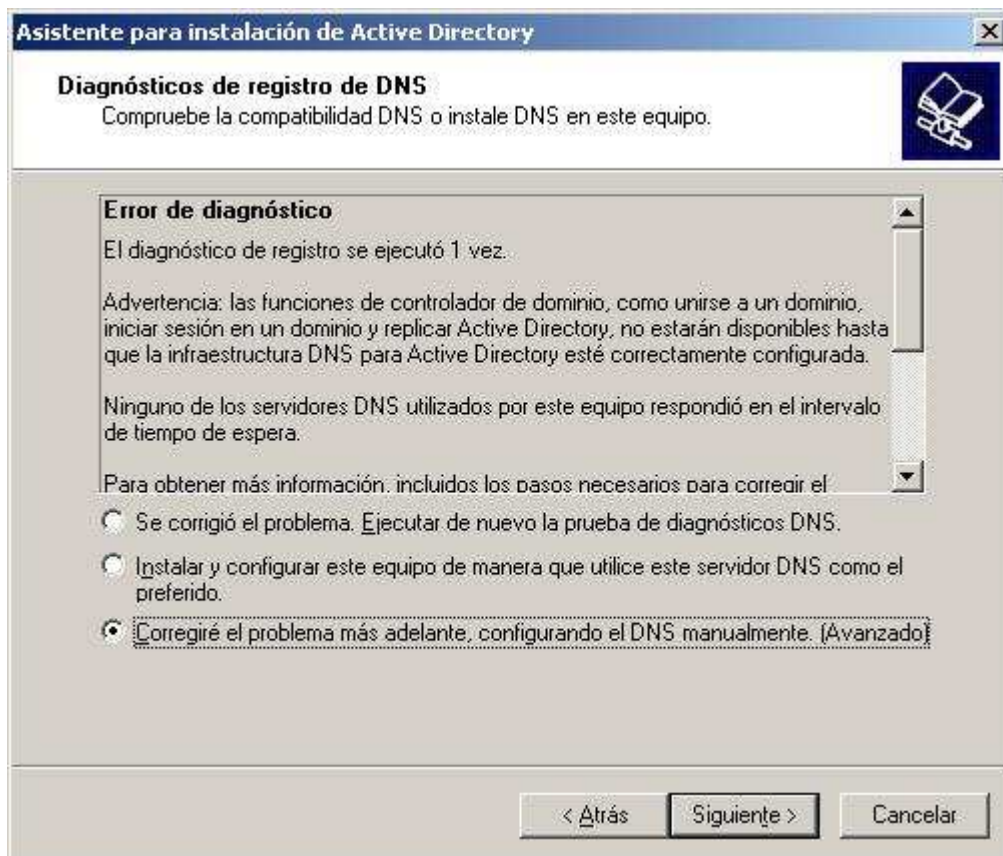 Asistente para instalación de Active Directory
Diagnósticos de registro de DNS
Compruebe la compatibilidad DNS o instale DNS en este equipo.
Error de diagnóstico
El diagnóstico de registro se ejecutó 1 vez.
Advertencia: las funciones de controlador de dominio, como unirse a un dominio,
iniciar sesión en un dominio y replicar Active Directory, no estarán disponibles hasta
que la infraestructura DNS para Active Directory esté correctamente configurada.
Ninguno de los servidores DNS utilizados por este equipo respondió en el intervalo
de tiempo de espera.
Para obtener más información, incluidos los pasos necesarios para corregir el
Se corrigió el problema. Ejecutar de nuevo la prueba de diagnósticos DNS.
Instalar y configurar este equipo de manera que utilice este servidor DNS como el
preferido.
Corregiré el problema más adelante, configurando el DNS manualmente. (Avanzado)
< Atrás
Siguiente >
Cancelar